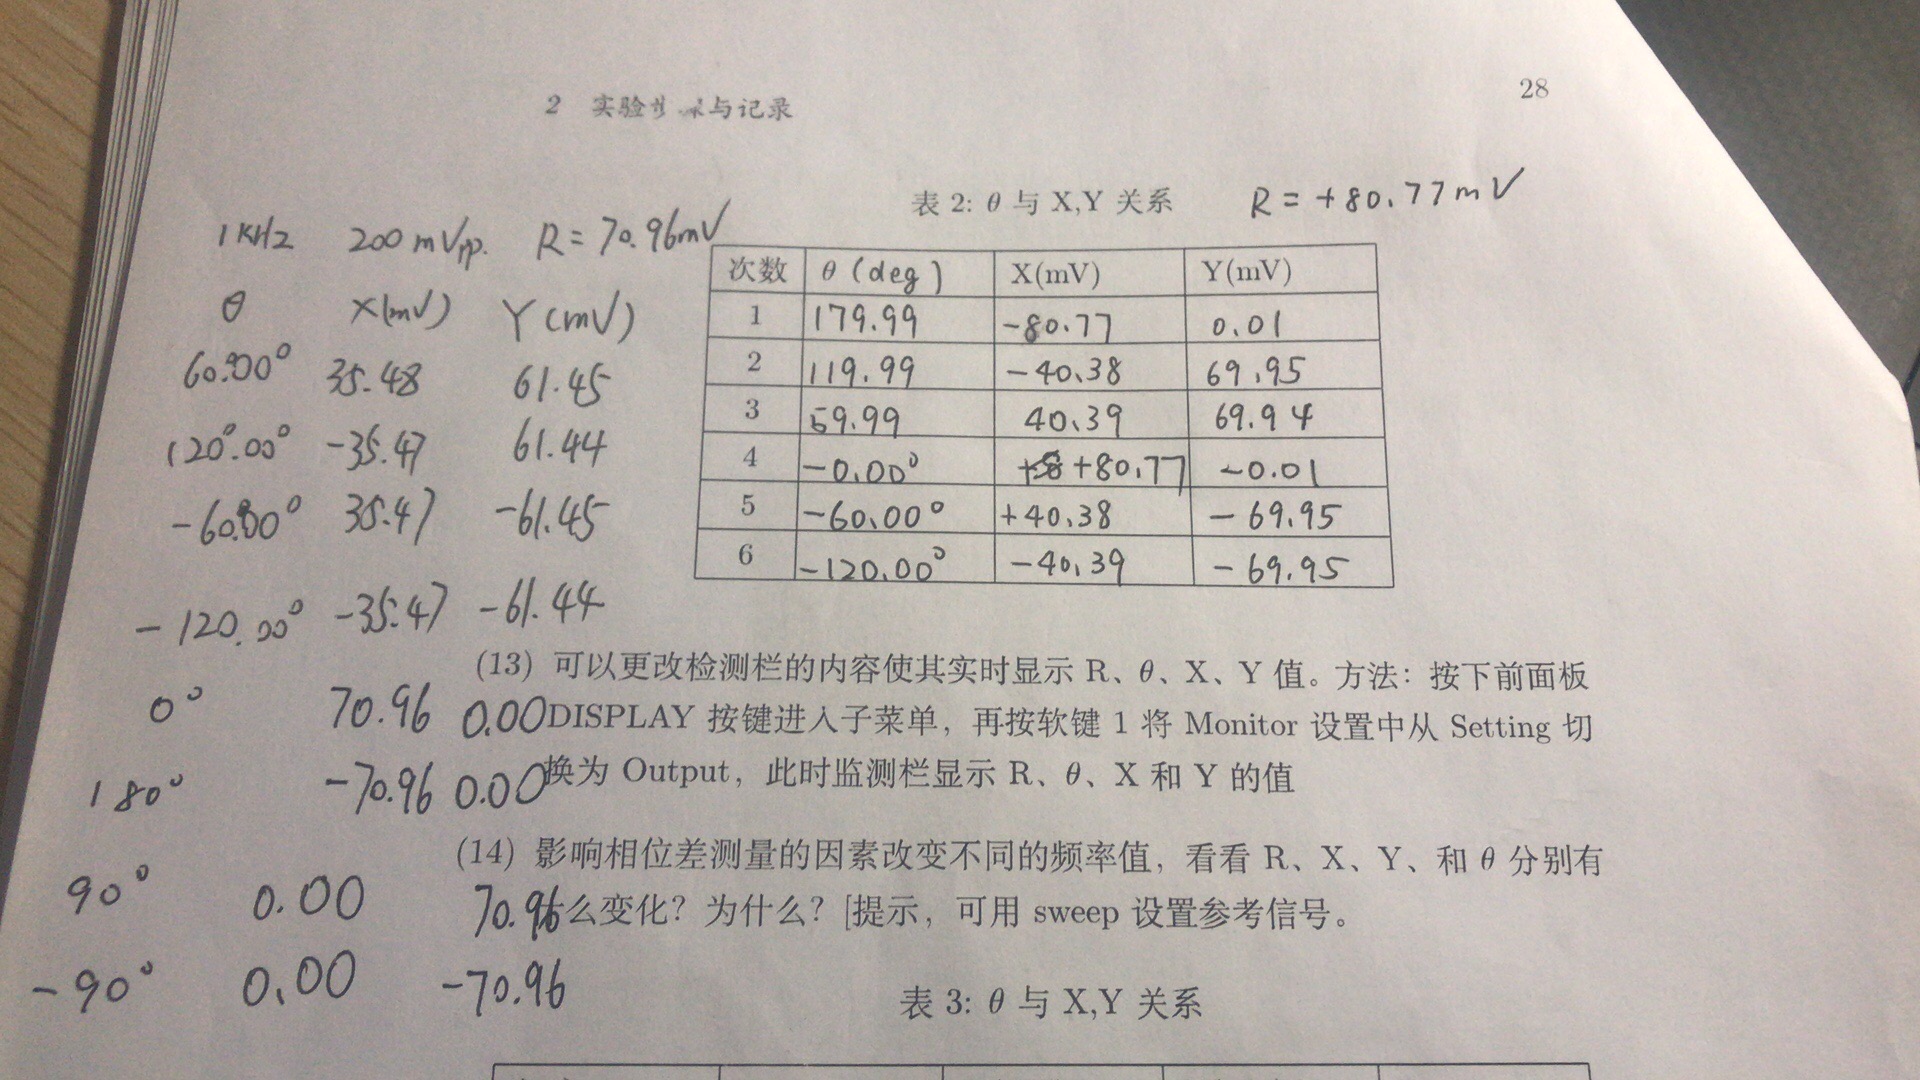 2 实验 与记录
28
表 2: θ 与 X,Y 关系
R = +80.77mV
1KHz 200 mVpp. R = 70.96mV
θ X(mV) Y(mV)
60.00° 35.48 61.45
120.00° -35.47 61.44
-60.00° 35.47 -61.45
-120.00° -35.47 -61.44
0° 70.96 0.00
180° -70.96 0.00
90° 0.00 70.96
-90° 0.00 -70.96
次数 θ (deg) X(mV) Y(mV)
1 179.99 -80.77 0.01
2 119.99 -40.38 69.95
3 59.99 40.39 69.94
4 -0.00° +80.77 -0.01
5 -60.00° +40.38 -69.95
6 -120.00° -40.39 -69.95
(13) 可以更改检测栏的内容使其实时显示 R、θ、X、Y 值。方法：按下前面板
DISPLAY 按键进入子菜单，再按软键 1 将 Monitor 设置中从 Setting 切
换为 Output，此时监测栏显示 R、θ、X 和 Y 的值
(14) 影响相位差测量的因素改变不同的频率值，看看 R、X、Y、和 θ 分别有
么变化？为什么？[提示，可用 sweep 设置参考信号。
表 3: θ 与 X,Y 关系